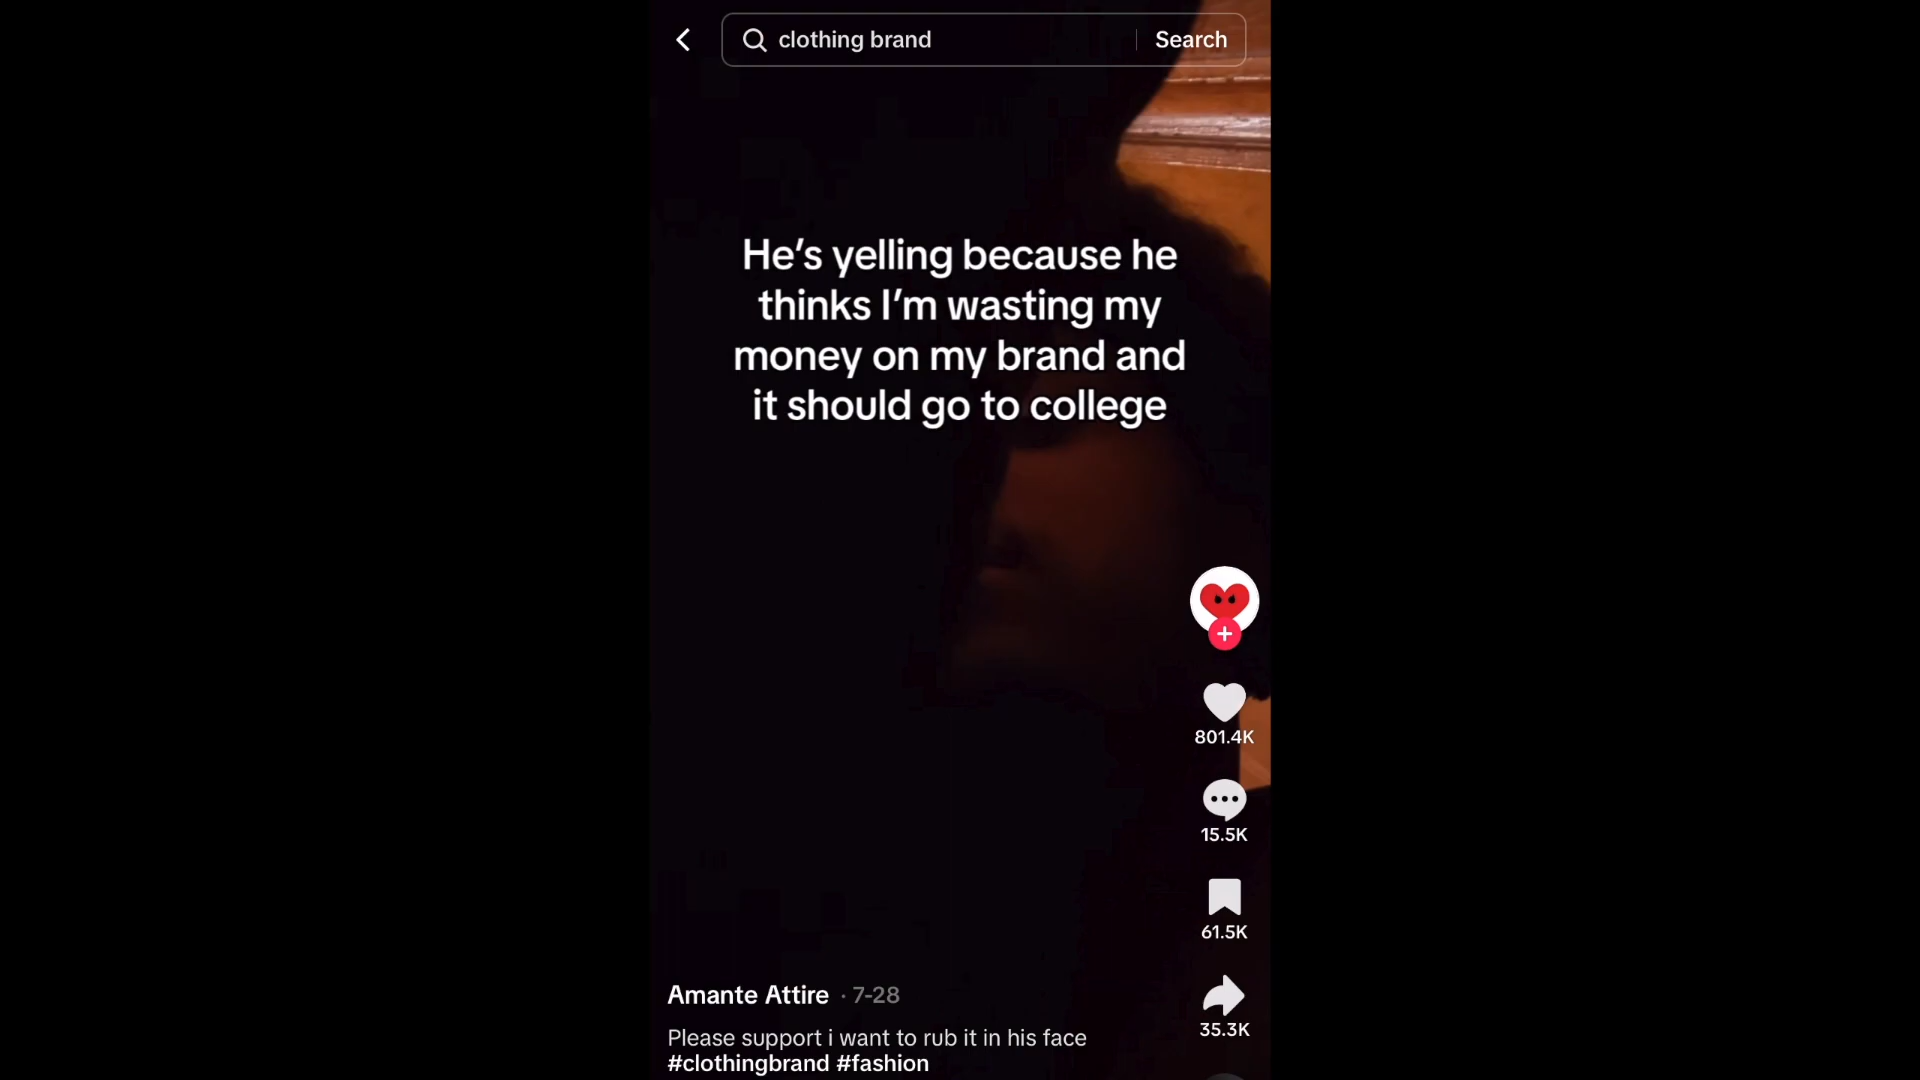 clothing brand
Search
He's yelling because he
thinks I'm wasting my
money on my brand and
it should go to college
801.4K
15.5K
61.5K
35.3K
Amante Attire · 7-28
Please support i want to rub it in his face
#clothingbrand #fashion